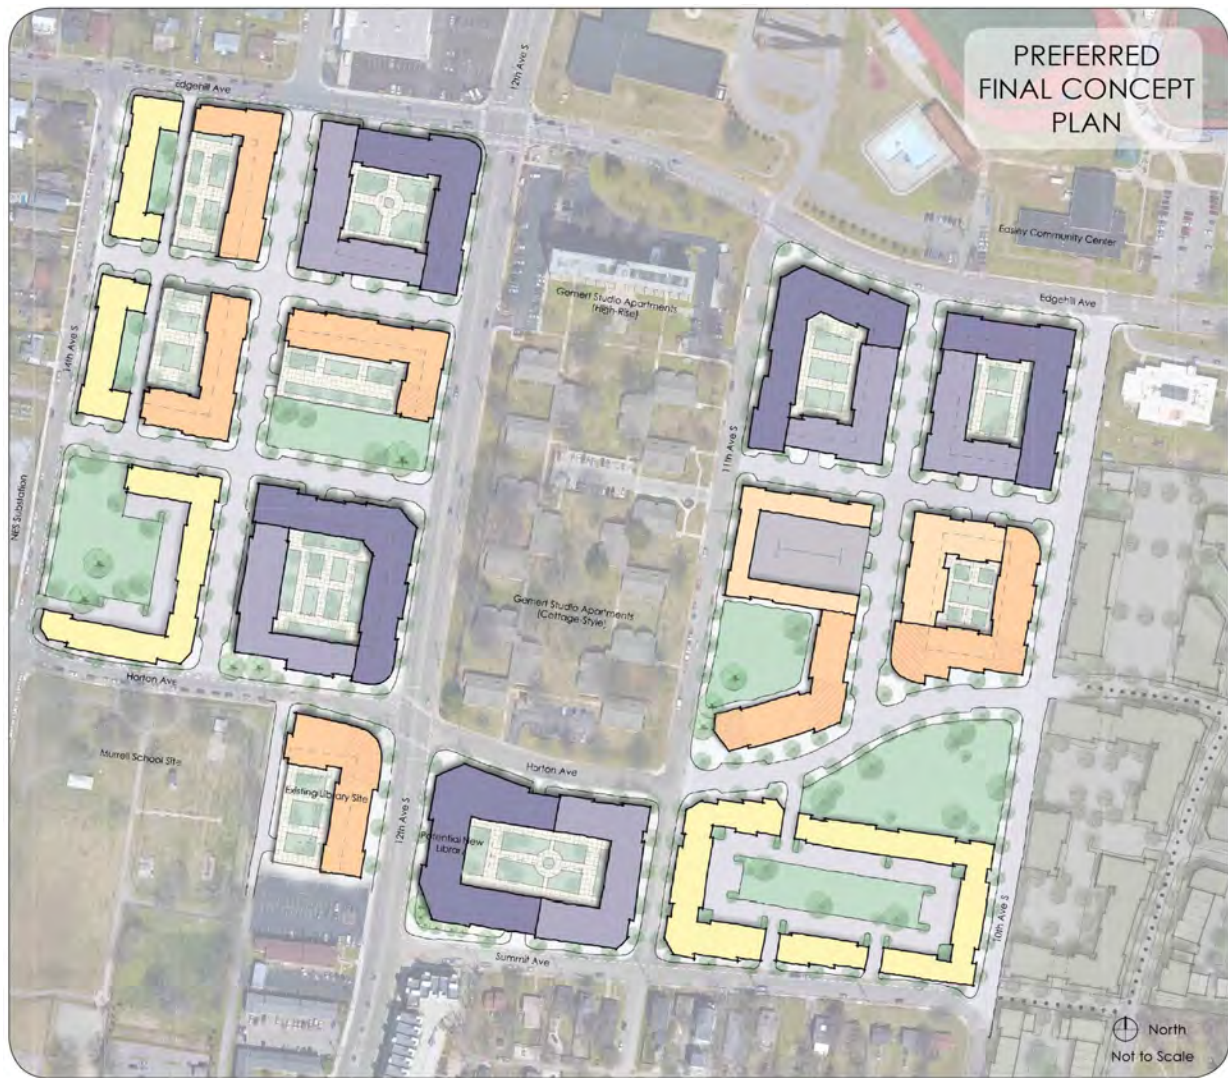 PREFERRED
FINAL CONCEPT
PLAN
Edgehill Ave
12th Ave S
Easley Community Center
Gernert Studio Apartments
(High-Rise)
Edgehill Ave
14th Ave S
11th Ave S
NES Substation
Gernert Studio Apartments
(Cottage-Style)
Horton Ave
Murrell School Site
Horton Ave
Existing Library Site
12th Ave S
Potential New
Library
10th Ave S
Summit Ave
North
Not to Scale